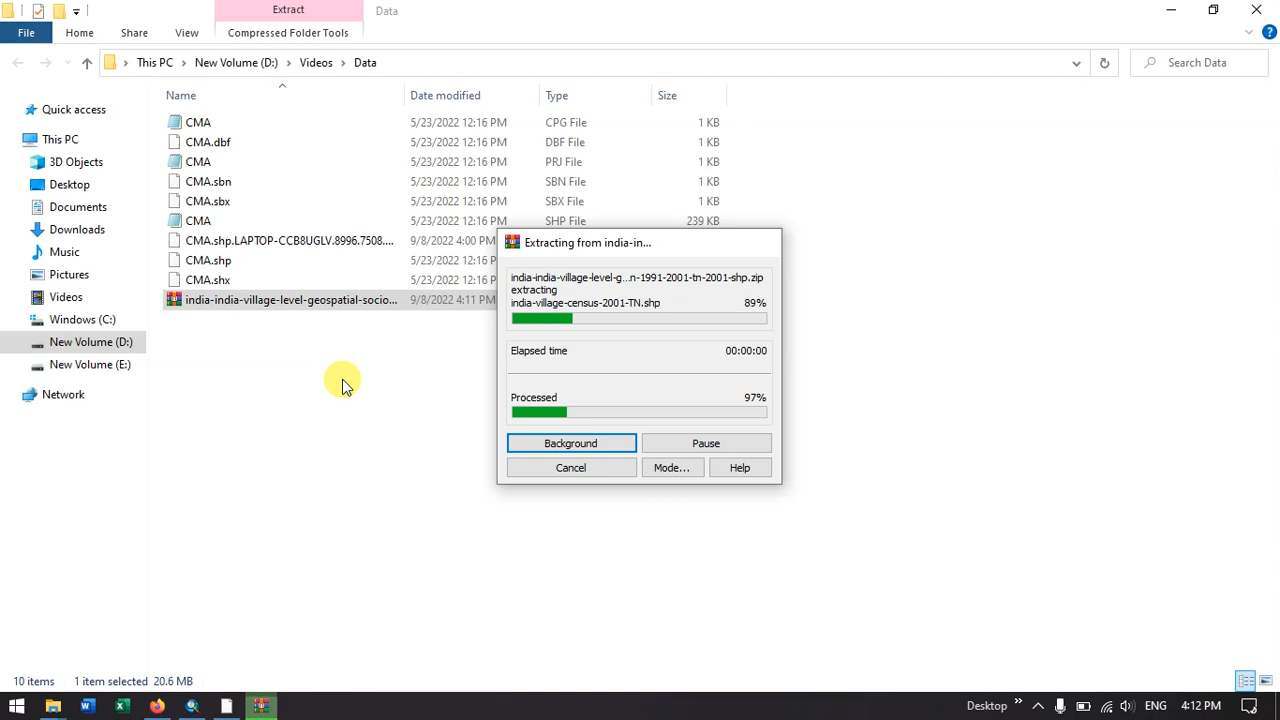 Extract
Data
File
Home
Share
View
Compressed Folder Tools
This PC
New Volume (D:)
Videos
Data
Search Data
Name
Date modified
Type
Size
Quick access
This PC
3D Objects
Desktop
Documents
Downloads
Music
Pictures
Videos
Windows (C:)
New Volume (D:)
New Volume (E:)
Network
CMA 5/23/2022 12:16 PM CPG File 1 KB
CMA.dbf 5/23/2022 12:16 PM DBF File 1 KB
CMA 5/23/2022 12:16 PM PRJ File 1 KB
CMA.sbn 5/23/2022 12:16 PM SBN File 1 KB
CMA.sbx 5/23/2022 12:16 PM SBX File 1 KB
CMA 5/23/2022 12:16 PM SHP File 239 KB
CMA.shp.LAPTOP-CCB8UGLV.8996.7508.... 9/8/2022 4:00 PM
CMA.shp 5/23/2022 12:16
CMA.shx 5/23/2022 12:16
india-india-village-level-geospatial-socio... 9/8/2022 4:11 PM
Extracting from india-in...
india-india-village-level-g...n-1991-2001-tn-2001-shp.zip
extracting
india-village-census-2001-TN.shp 89%
Elapsed time 00:00:00
Processed 97%
Background
Pause
Cancel
Mode...
Help
10 items
1 item selected 20.6 MB
Desktop
ENG
4:12 PM